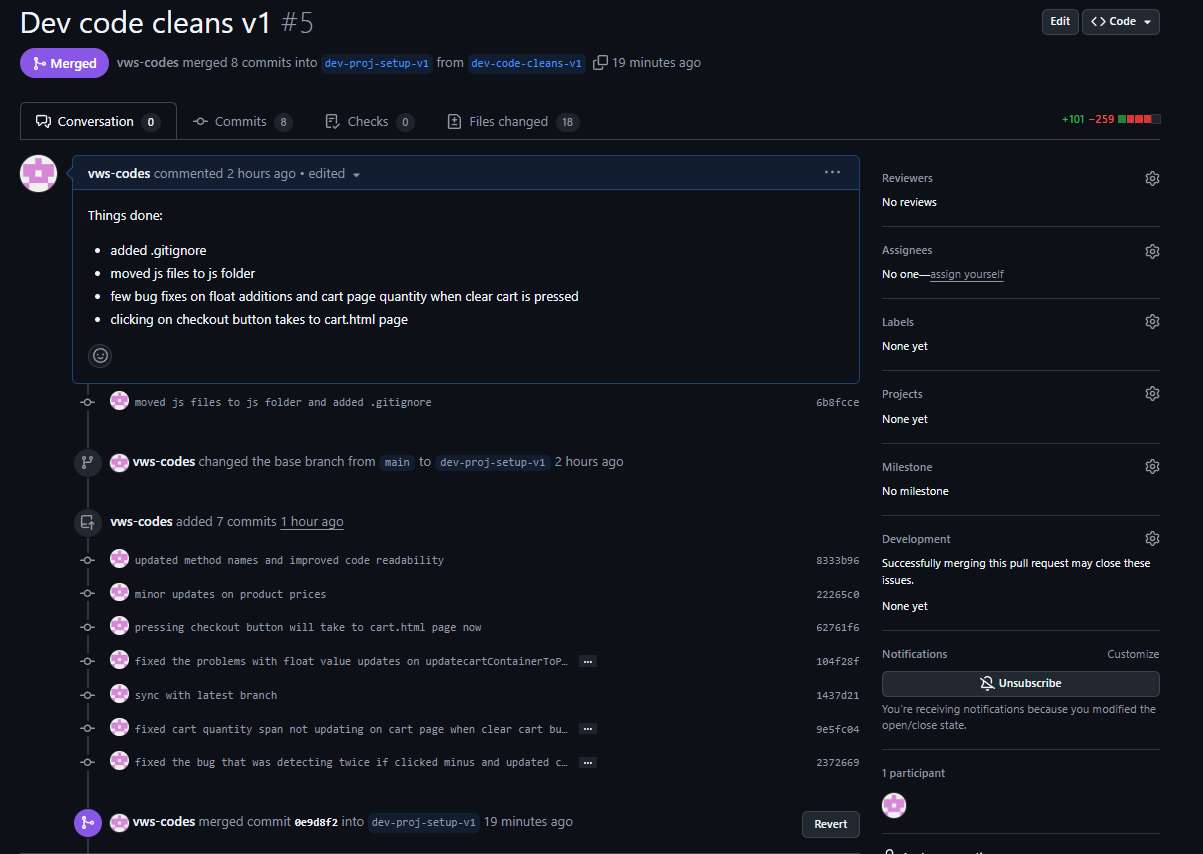 Dev code cleans v1 #5
Edit
Code
Merged
vws-codes merged 8 commits into dev-proj-setup-v1 from dev-code-cleans-v1 19 minutes ago
Conversation 0
Commits 8
Checks 0
Files changed 18
+101 −259
vws-codes commented 2 hours ago • edited
Things done:
added .gitignore
moved js files to js folder
few bug fixes on float additions and cart page quantity when clear cart is pressed
clicking on checkout button takes to cart.html page
moved js files to js folder and added .gitignore 6b8fcce
vws-codes changed the base branch from main to dev-proj-setup-v1 2 hours ago
vws-codes added 7 commits 1 hour ago
updated method names and improved code readability 8333b96
minor updates on product prices 22265c0
pressing checkout button will take to cart.html page now 62761f6
fixed the problems with float value updates on updatecartContainerToP… ... 104f28f
sync with latest branch 1437d21
fixed cart quantity span not updating on cart page when clear cart bu… ... 9e5fc04
fixed the bug that was detecting twice if clicked minus and updated c… ... 2372669
vws-codes merged commit 0e9d8f2 into dev-proj-setup-v1 19 minutes ago
Revert
Reviewers
No reviews
Assignees
No one—assign yourself
Labels
None yet
Projects
None yet
Milestone
No milestone
Development
Successfully merging this pull request may close these
issues.
None yet
Notifications Customize
Unsubscribe
You're receiving notifications because you modified the
open/close state.
1 participant